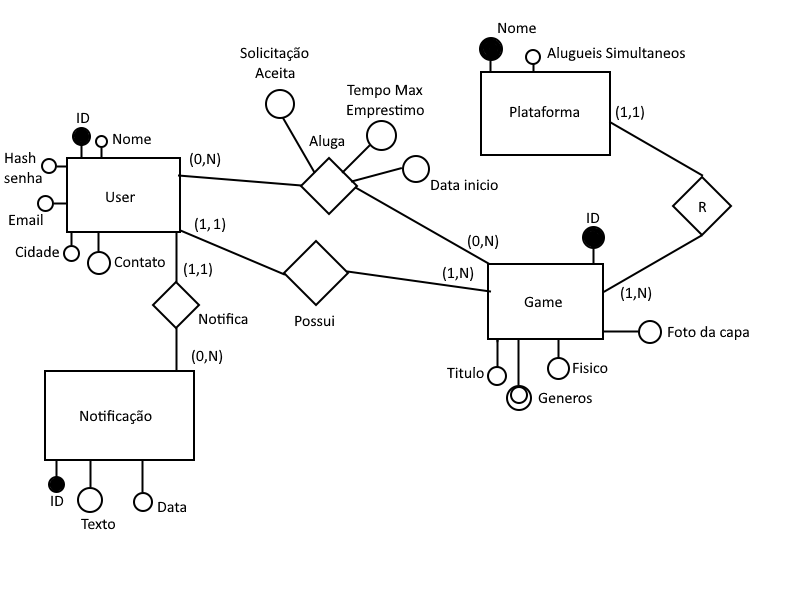 Nome
Alugueis Simultaneos
Solicitação
Aceita
Tempo Max
Emprestimo
Plataforma
(1,1)
ID
Nome
Aluga
(0,N)
Hash
senha
Data inicio
User
R
Email
(1, 1)
ID
(0,N)
Cidade
Contato
(1,1)
(1,N)
(1,N)
Game
Notifica
Possui
Foto da capa
(0,N)
Titulo
Fisico
Generos
Notificação
ID
Data
Texto